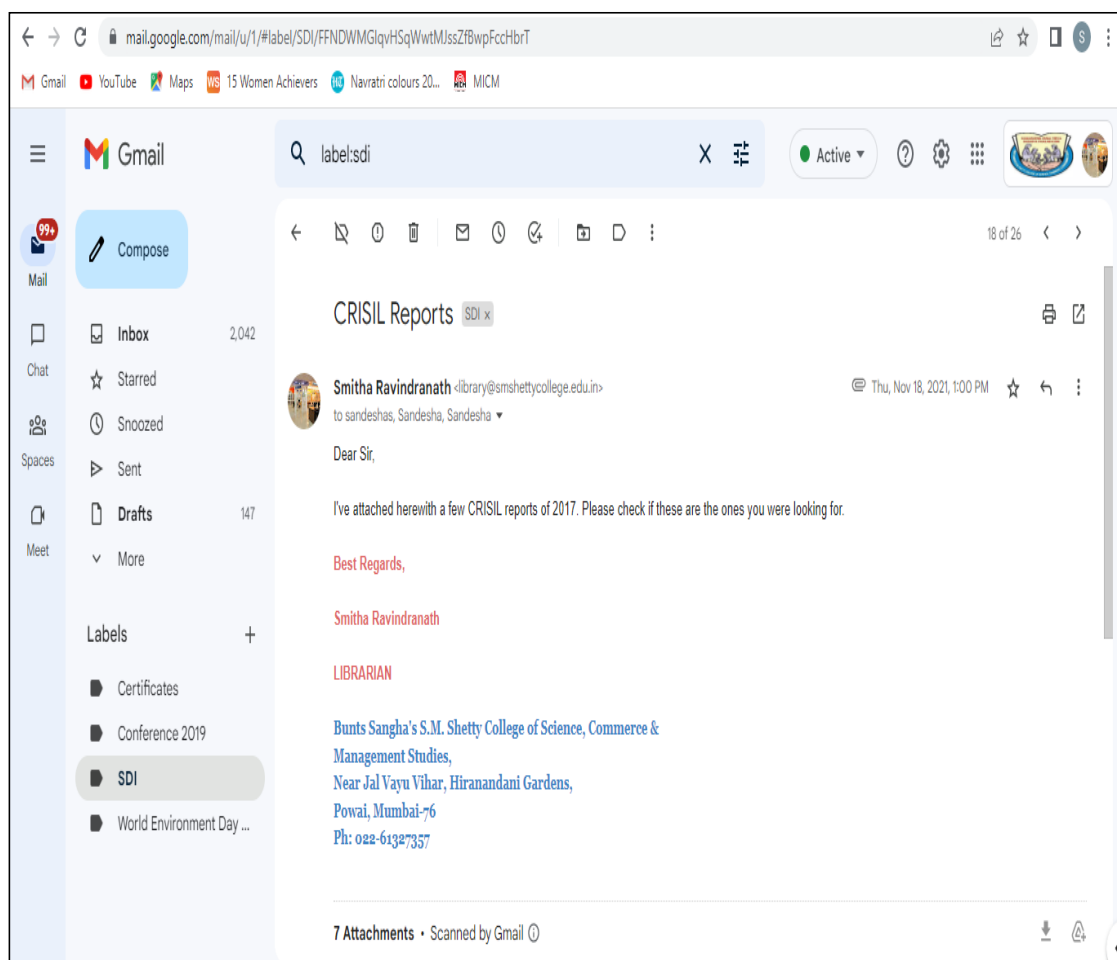 mail.google.com/mail/u/1/#label/SDI/FFNDWMGlqvHSqWwtMJssZfBwpFccHbrT
S
Gmail YouTube Maps WS 15 Women Achievers Navratri colours 20... MICM
Gmail label:sdi Active
99+
Mail
Compose
18 of 26
CRISIL Reports SDI x
Inbox 2,042
Chat
Starred
Smitha Ravindranath <library@smshettycollege.edu.in> Thu, Nov 18, 2021, 1:00 PM
to sandeshas, Sandesha, Sandesha
Snoozed
Spaces
Sent
Dear Sir,
Drafts 147
I've attached herewith a few CRISIL reports of 2017. Please check if these are the ones you were looking for.
Meet
More
Best Regards,
Smitha Ravindranath
Labels +
LIBRARIAN
Certificates
Conference 2019
SDI
World Environment Day ...
Bunts Sangha's S.M. Shetty College of Science, Commerce &
Management Studies,
Near Jal Vayu Vihar, Hiranandani Gardens,
Powai, Mumbai-76
Ph: 022-61327357
7 Attachments • Scanned by Gmail